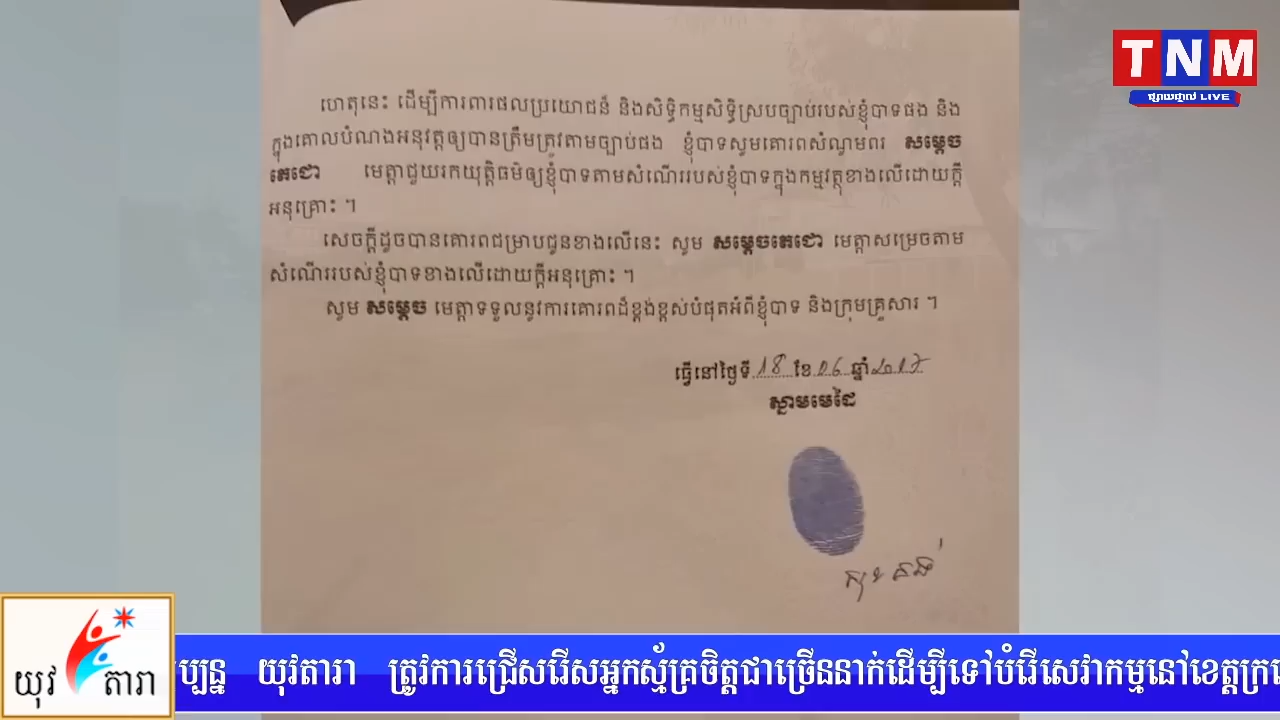 TNM
ផ្សាយផ្ទាល់ LIVE
ហេតុនេះ ដើម្បីការពារផលប្រយោជន៍ និងសិទ្ធិកម្មសិទ្ធិស្របច្បាប់របស់ខ្ញុំបាទផង និង
ក្នុងគោលបំណងអនុវត្តឲ្យបានត្រឹមត្រូវតាមច្បាប់ផង ខ្ញុំបាទសូមគោរពសំណូមពរ សម្ដេច
តេជោ មេត្តាជួយរកយុត្តិធម៌ឲ្យខ្ញុំបាទតាមសំណើររបស់ខ្ញុំបាទក្នុងកម្មវត្ថុខាងលើដោយក្ដី
អនុគ្រោះ ។
សេចក្ដីដូចបានគោរពជម្រាបជូនខាងលើនេះ សូម សម្ដេចតេជោ មេត្តាសម្រេចតាម
សំណើររបស់ខ្ញុំបាទខាងលើដោយក្ដីអនុគ្រោះ ។
សូម សម្ដេច មេត្តាទទួលនូវការគោរពដ៏ខ្ពង់ខ្ពស់បំផុតអំពីខ្ញុំបាទ និងក្រុមគ្រួសារ ។
ធ្វើនៅថ្ងៃទី 18 ខែ 06 ឆ្នាំ 2017
ស្នាមមេដៃ
យុវ តារា
ប្បន្ន យុវតារា ត្រូវការជ្រើសរើសអ្នកស្ម័គ្រចិត្តជាច្រើននាក់ដើម្បីទៅបំរើសេវាកម្មនៅខេត្តក្រ